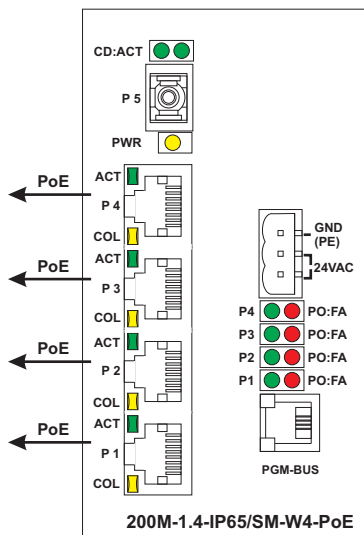 CD:ACT
P 5
PWR
ACT
PoE
P 4
COL
ACT
PoE
P 3
COL
ACT
PoE
P 2
COL
ACT
PoE
P 1
COL
GND
(PE)
24VAC
P4 PO:FA
P3 PO:FA
P2 PO:FA
P1 PO:FA
PGM-BUS
200M-1.4-IP65/SM-W4-PoE